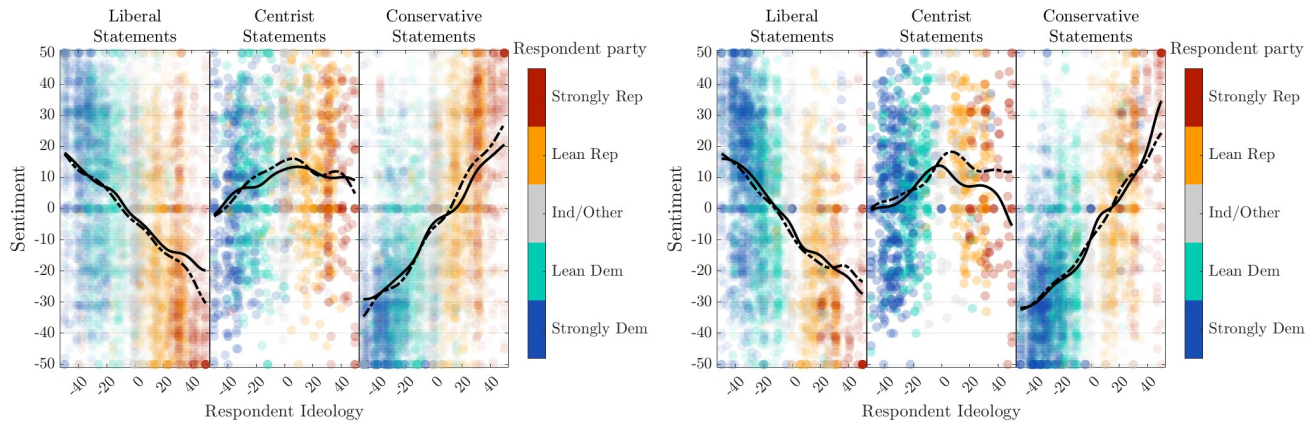 Liberal Statements
Centrist Statements
Conservative Statements
Respondent party
50
40
30
20
10
0
-10
-20
-30
-40
-50
Sentiment
-40
-20
0
20
40
-40
-20
0
20
40
-40
-20
0
20
40
Respondent Ideology
Strongly Rep
Lean Rep
Ind/Other
Lean Dem
Strongly Dem
Liberal Statements
Centrist Statements
Conservative Statements
Respondent party
50
40
30
20
10
0
-10
-20
-30
-40
-50
Sentiment
-40
-20
0
20
40
-40
-20
0
20
40
-40
-20
0
20
40
Respondent Ideology
Strongly Rep
Lean Rep
Ind/Other
Lean Dem
Strongly Dem